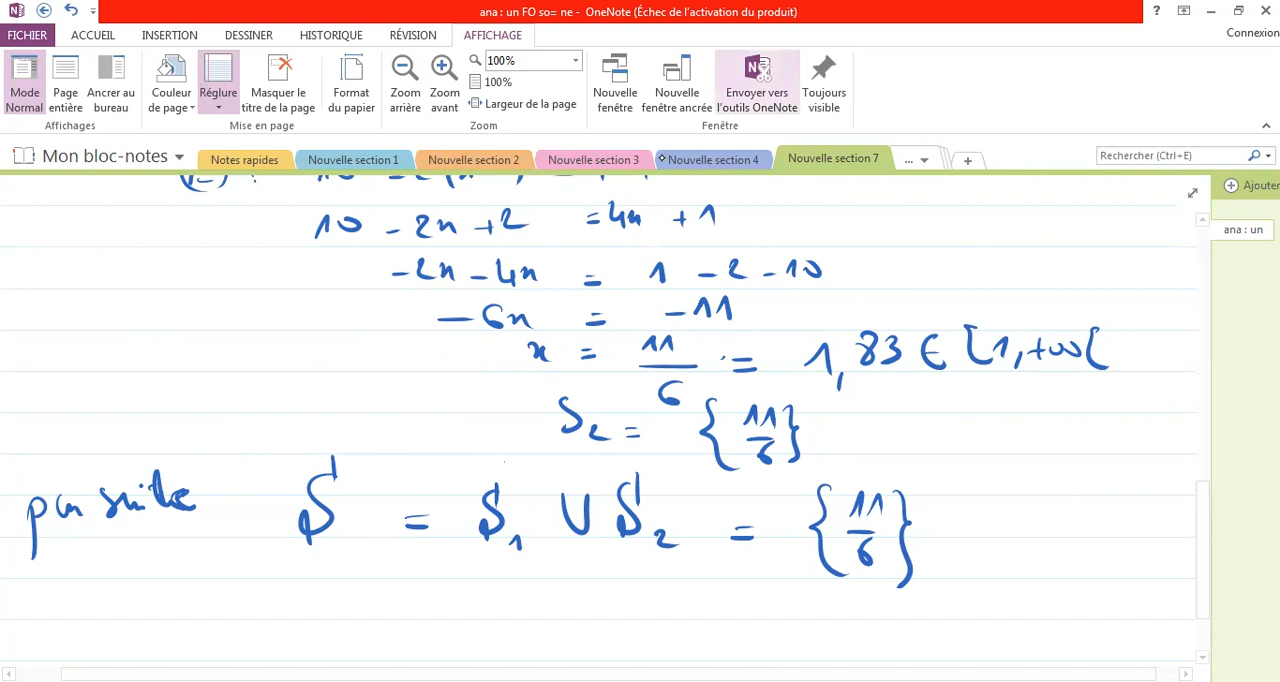 ana : un FO so= ne - OneNote (Échec de l'activation du produit)
FICHIER ACCUEIL INSERTION DESSINER HISTORIQUE RÉVISION AFFICHAGE Connexion
Mode Normal Page entière Ancrer au bureau Couleur de page Réglure Masquer le titre de la page Format du papier Zoom arrière Zoom avant 100% 100% Largeur de la page Nouvelle fenêtre Nouvelle fenêtre ancrée Envoyer vers l'outils OneNote Toujours visible
Affichages Mise en page Zoom Fenêtre
Mon bloc-notes Notes rapides Nouvelle section 1 Nouvelle section 2 Nouvelle section 3 Nouvelle section 4 Nouvelle section 7 ... + Rechercher (Ctrl+E)
Ajouter
ana : un
10 - 2x + 2 = 4x + 1
-2x - 4x = 1 - 2 - 10
-6x = -11
x = 11/6 = 1,83 ∈ [1, +∞[
S2 = {11/6}
par suite S = S1 ∪ S2 = {11/6}